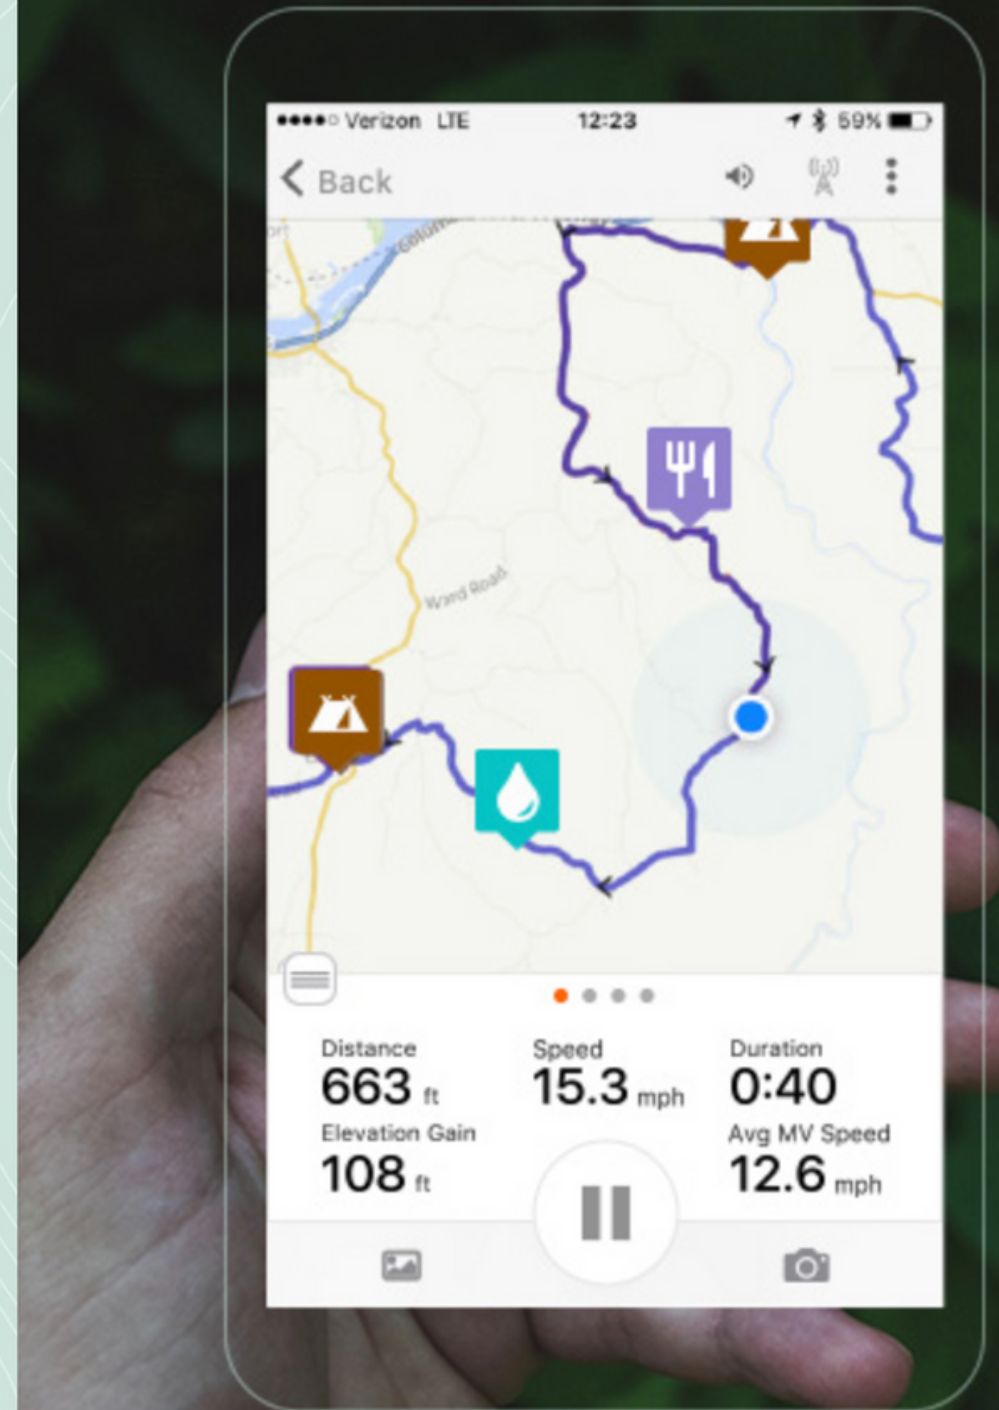 Verizon LTE 12:23 59%
Back
Ward Road
Distance Speed Duration
663 ft 15.3 mph 0:40
Elevation Gain Avg MV Speed
108 ft 12.6 mph